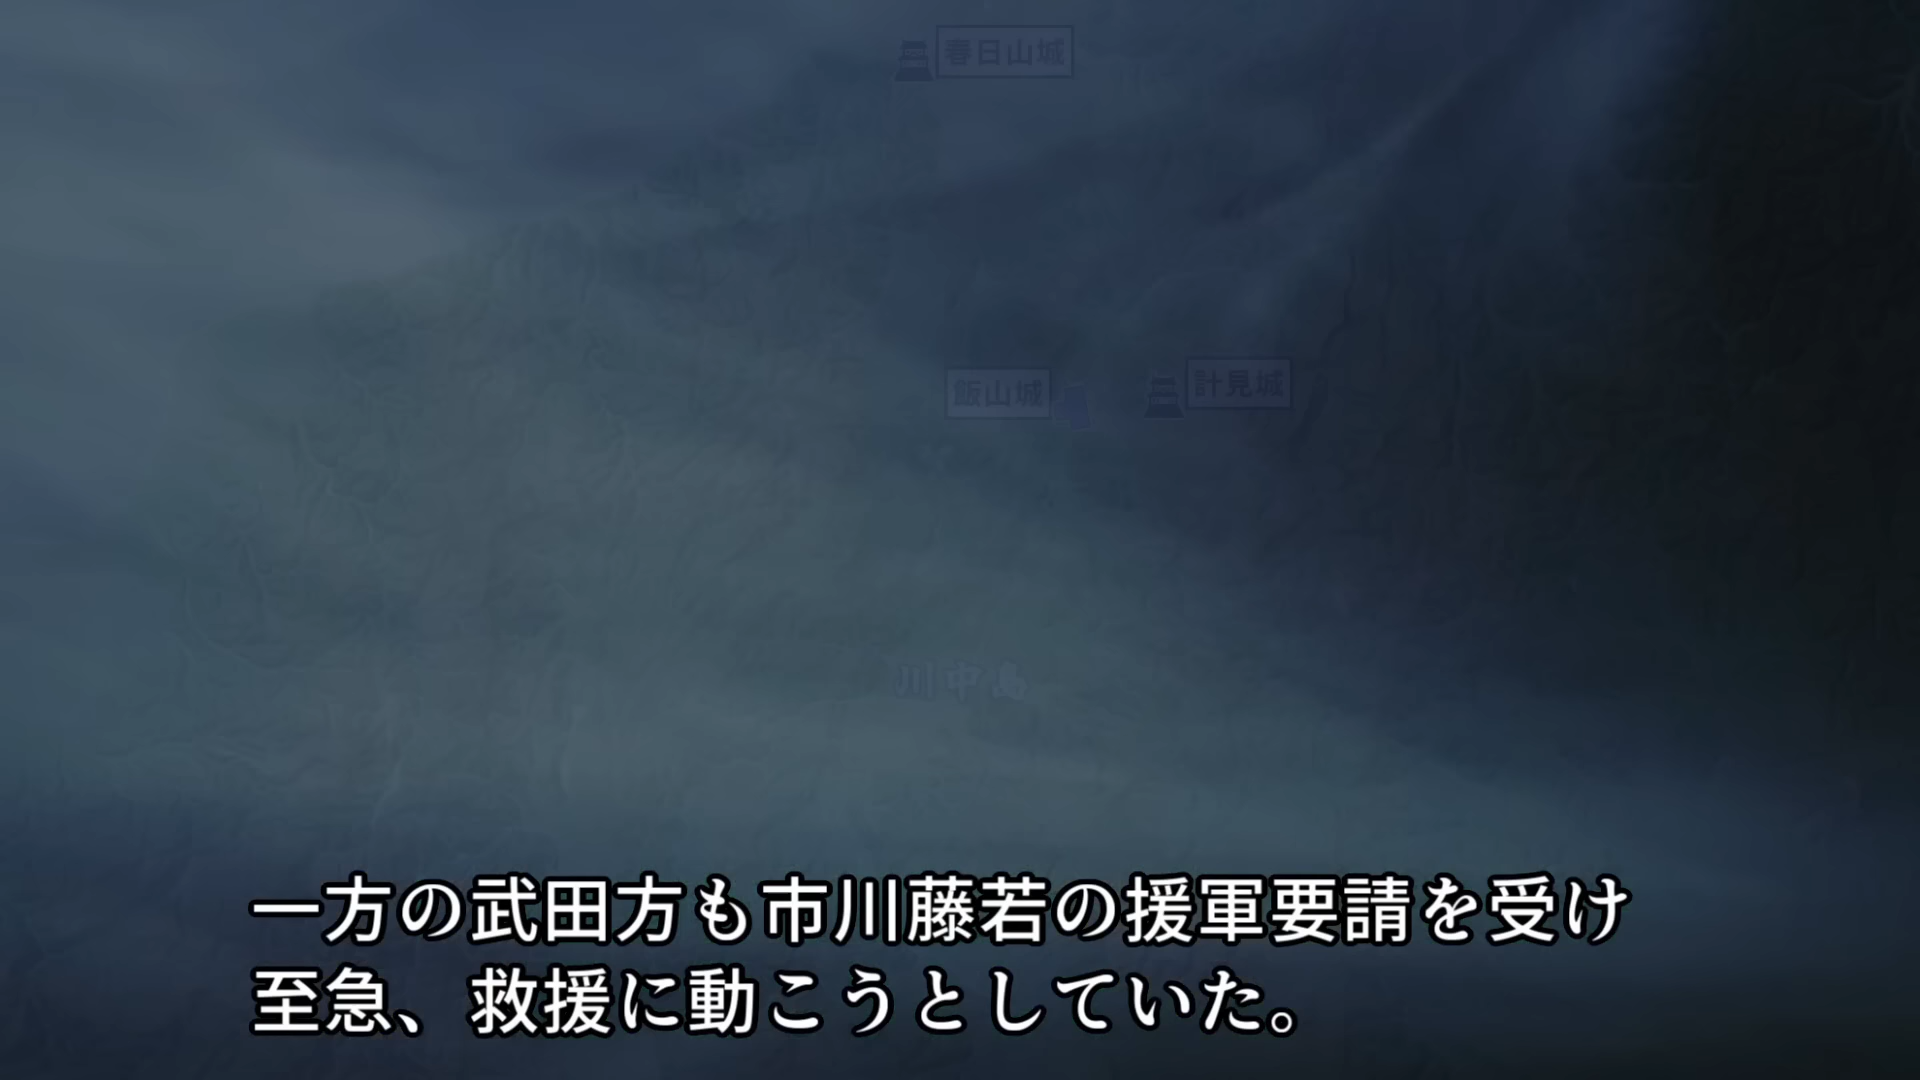 春日山城
飯山城
計見城
川中島
一方の武田方も市川藤若の援軍要請を受け
至急、救援に動こうとしていた。